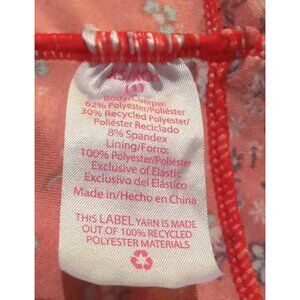 Body/Cuerpo:
62% Polyester/Poliéster
30% Recycled Polyester/
Poliéster Reciclado
8% Spandex
Lining/Forro:
100% Polyester/Poliéster
Exclusive of Elastic
Exclusivo del Elástico
Made in/Hecho en China
THIS LABEL YARN IS MADE
OUT OF 100% RECYCLED
POLYESTER MATERIALS